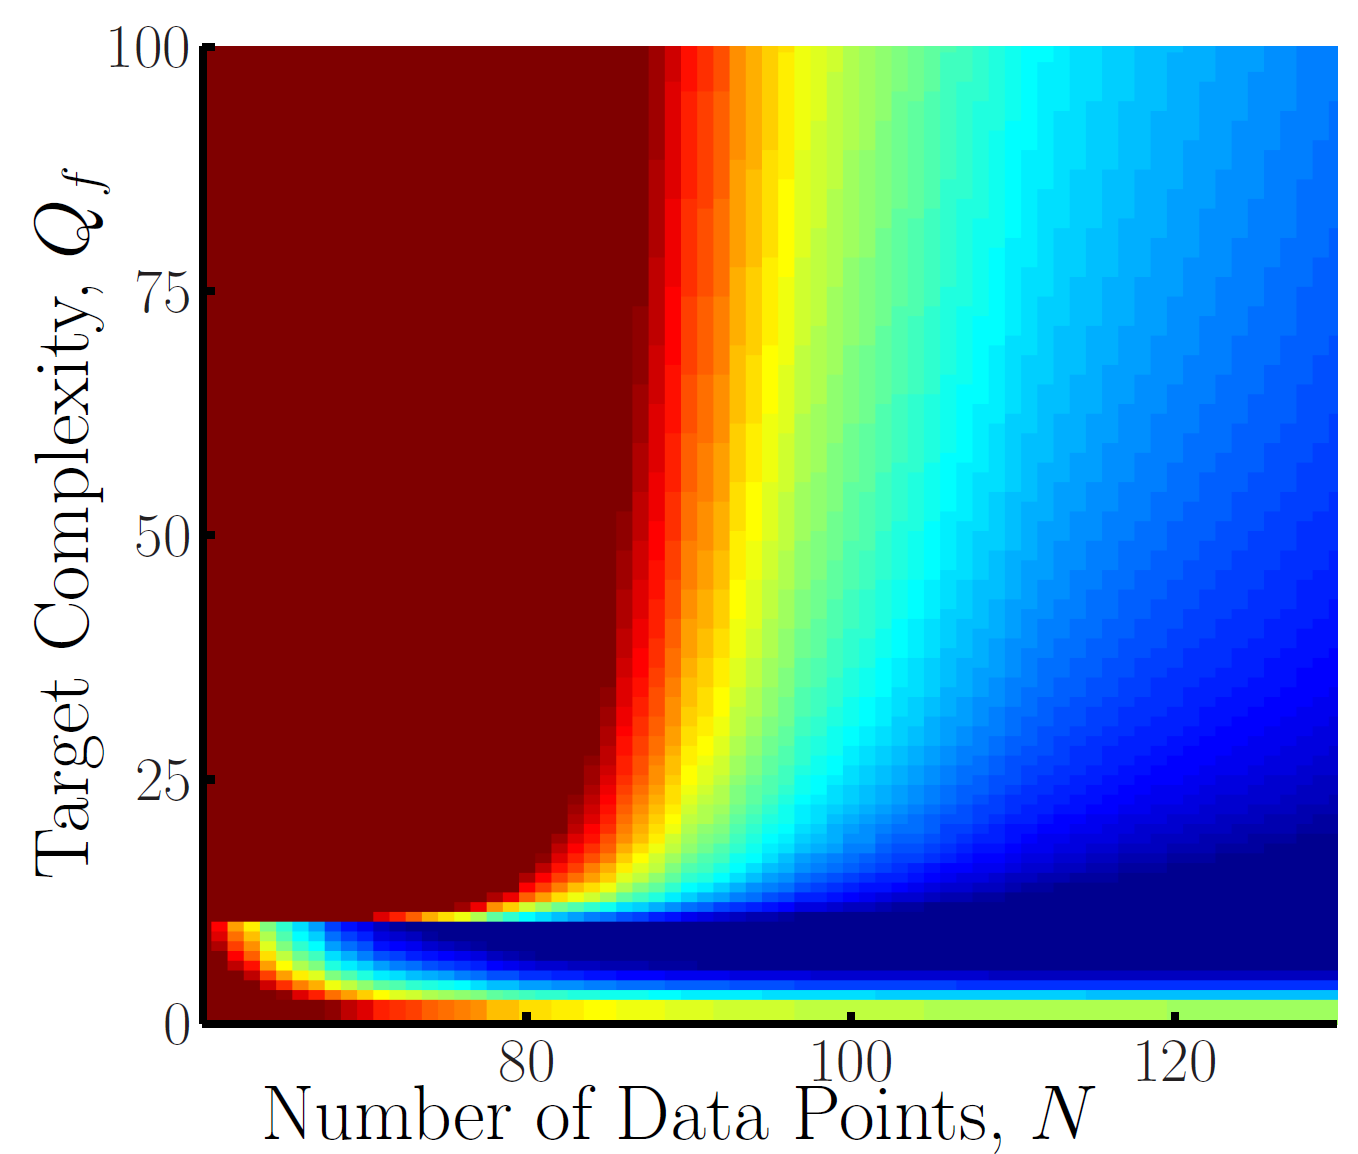 100
75
50
25
0
Target Complexity, Q_f
80 100 120
Number of Data Points, N